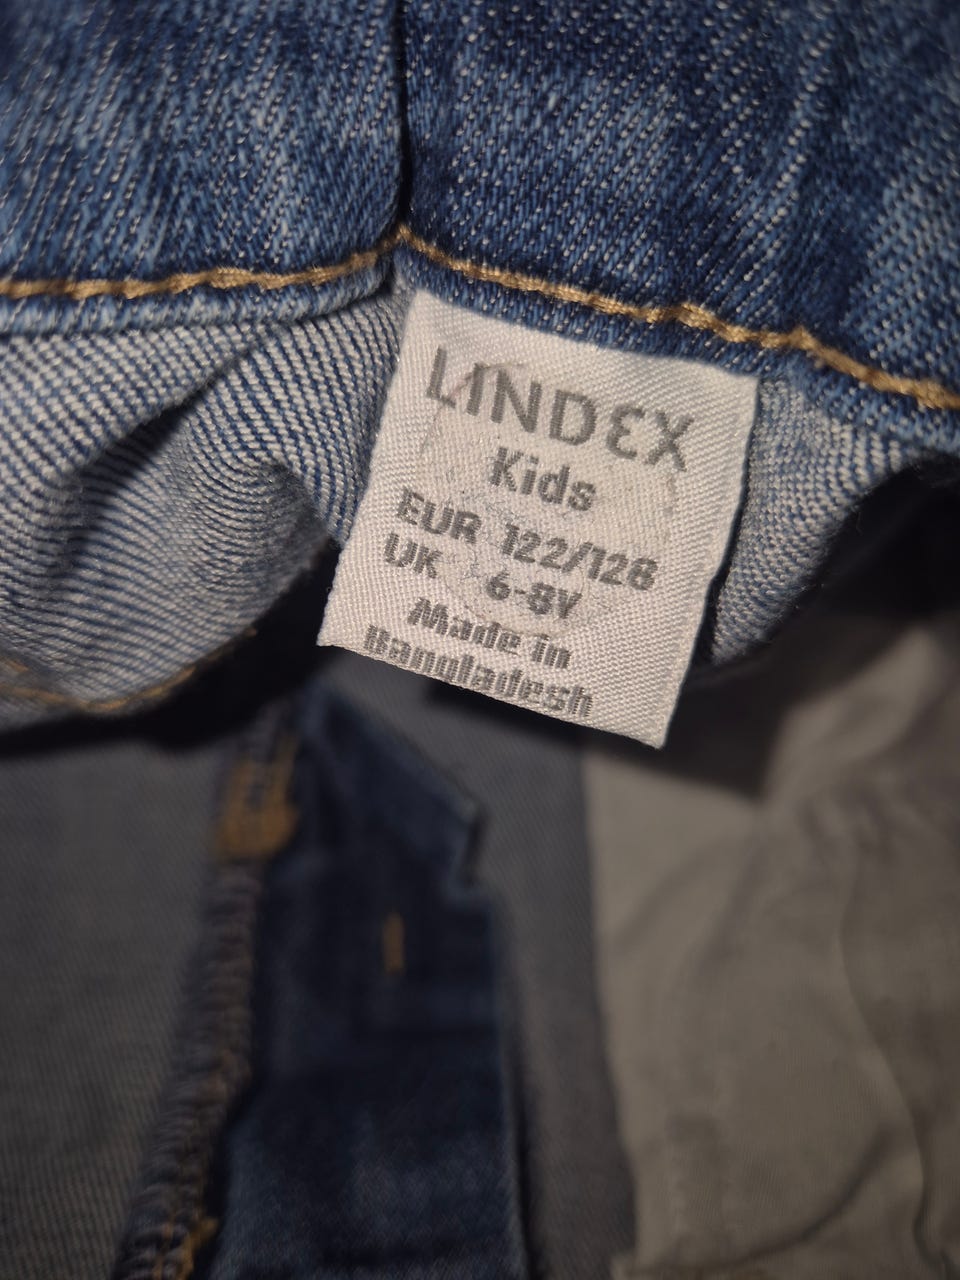 LINDEX
Kids
EUR 122/128
UK 6-8Y
Made in
Bangladesh